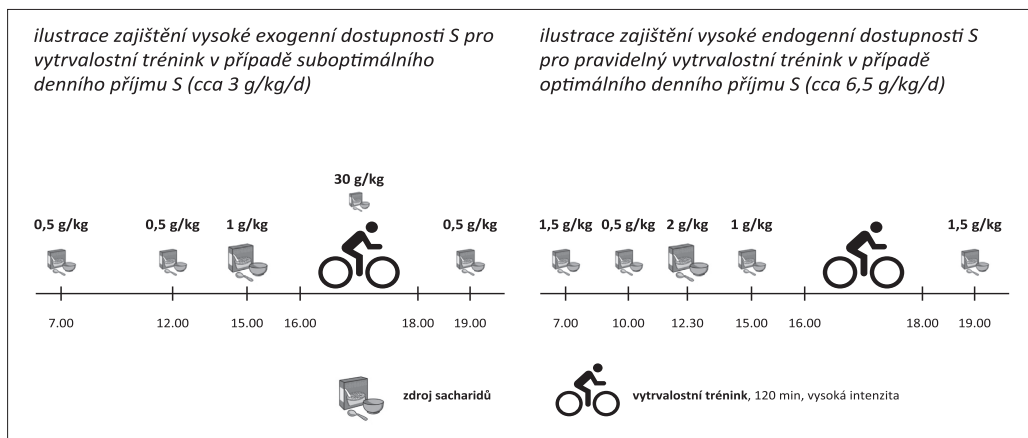 ilustrace zajištění vysoké exogenní dostupnosti S pro
vytrvalostní trénink v případě suboptimálního
denního příjmu S (cca 3 g/kg/d)
30 g/kg
0,5 g/kg 0,5 g/kg 1 g/kg 0,5 g/kg
7.00 12.00 15.00 16.00 18.00 19.00
ilustrace zajištění vysoké endogenní dostupnosti S
pro pravidelný vytrvalostní trénink v případě
optimálního denního příjmu S (cca 6,5 g/kg/d)
1,5 g/kg 0,5 g/kg 2 g/kg 1 g/kg 1,5 g/kg
7.00 10.00 12.30 15.00 16.00 18.00 19.00
zdroj sacharidů
vytrvalostní trénink, 120 min, vysoká intenzita